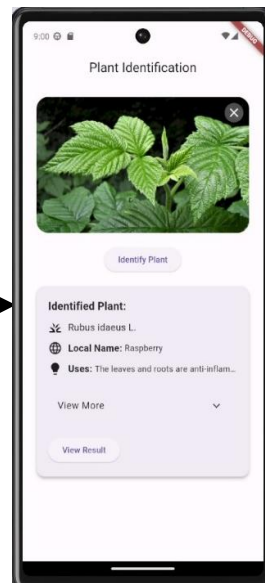 9:00
DEBUG
Plant Identification
Identify Plant
Identified Plant:
Rubus idaeus L.
Local Name: Raspberry
Uses: The leaves and roots are anti-inflam...
View More
View Result